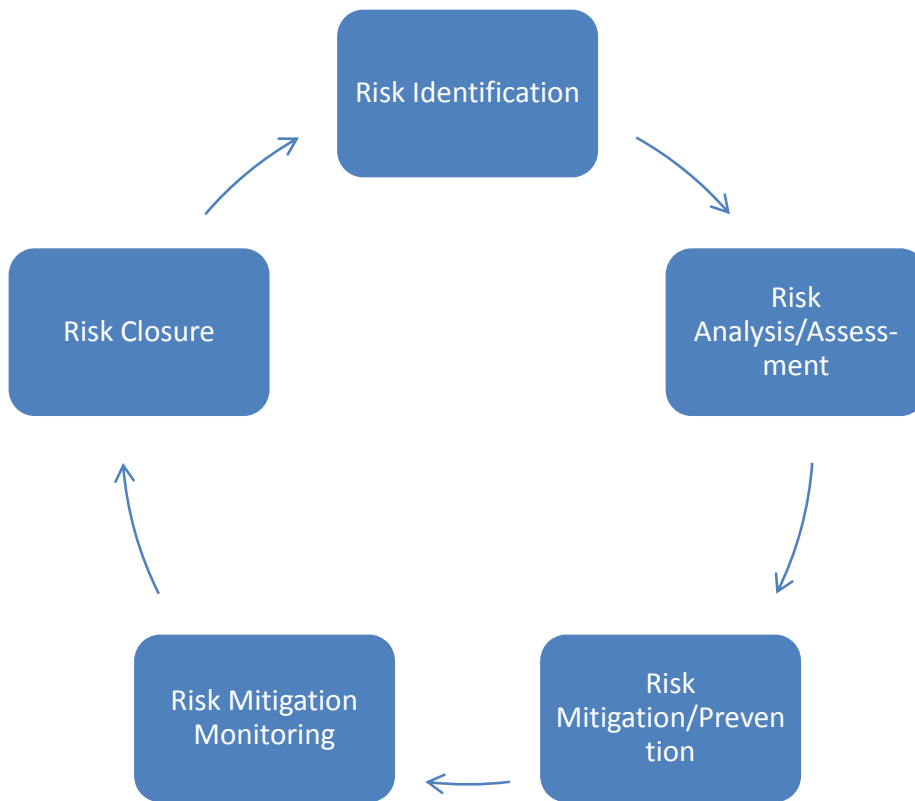 Risk Identification
Risk
Analysis/Assess-
ment
Risk
Mitigation/Preven
tion
Risk Mitigation
Monitoring
Risk Closure